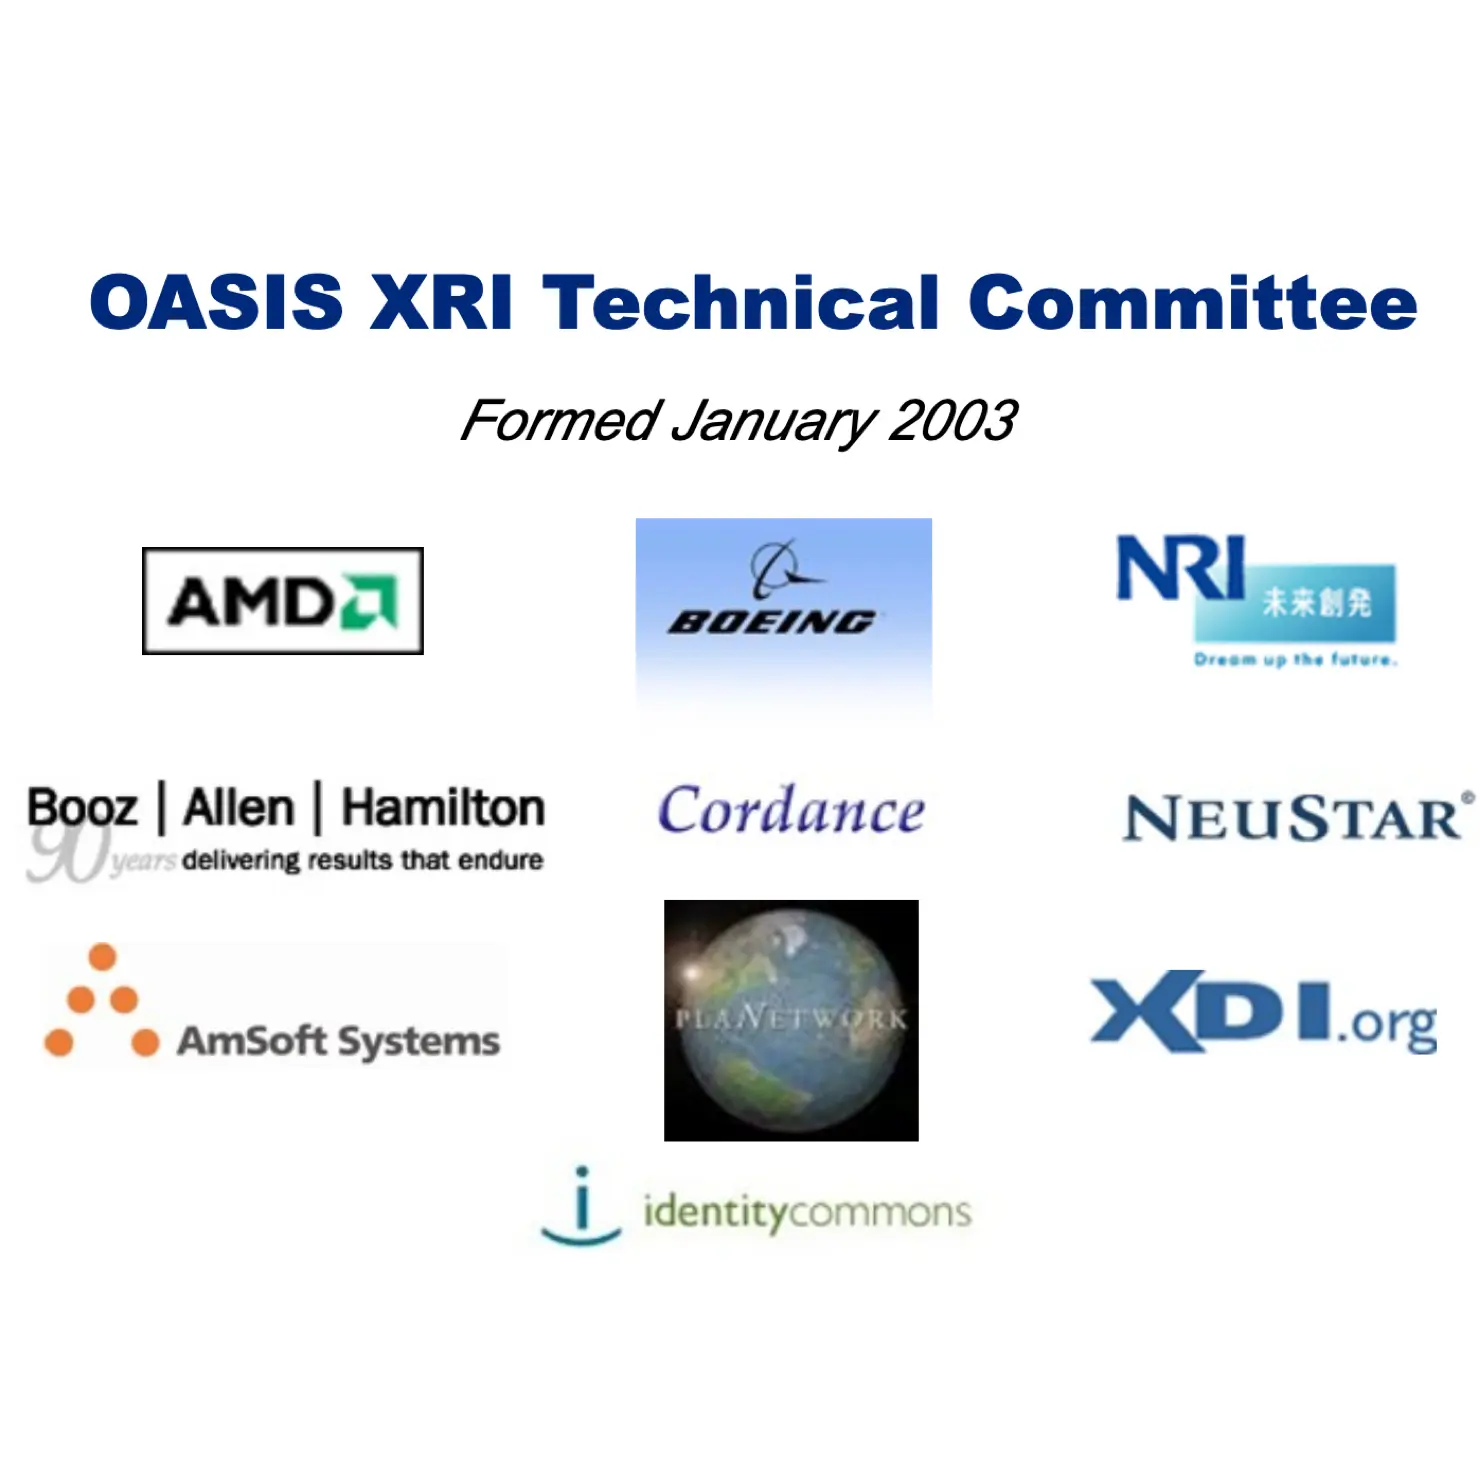 OASIS XRI Technical Committee
Formed January 2003
AMD
BOEING
NRI
未来創発
Dream up the future.
Booz | Allen | Hamilton
90 years delivering results that endure
Cordance
NEUSTAR©
AmSoft Systems
PLANETWORK
XDI.org
i identitycommons